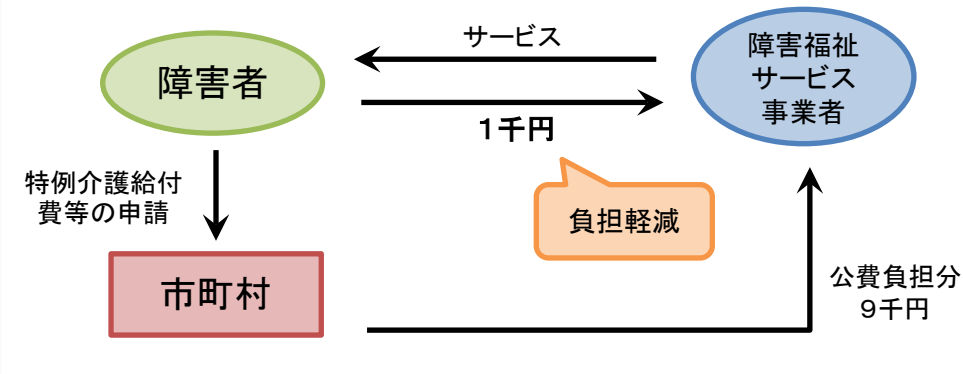 サービス
障害者
障害福祉
サービス
事業者
１千円
特例介護給付
費等の申請
負担軽減
市町村
公費負担分
９千円